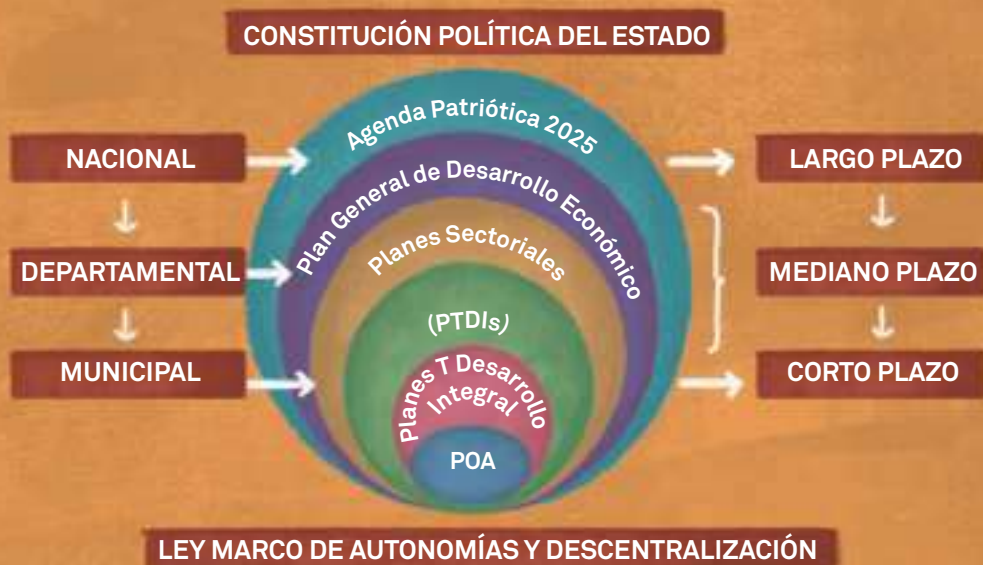 CONSTITUCIÓN POLÍTICA DEL ESTADO
Agenda Patriótica 2025
NACIONAL
LARGO PLAZO
Plan General de Desarrollo Económico
Planes Sectoriales
DEPARTAMENTAL
MEDIANO PLAZO
(PTDIs)
MUNICIPAL
CORTO PLAZO
Planes T Desarrollo
Integral
POA
LEY MARCO DE AUTONOMÍAS Y DESCENTRALIZACIÓN